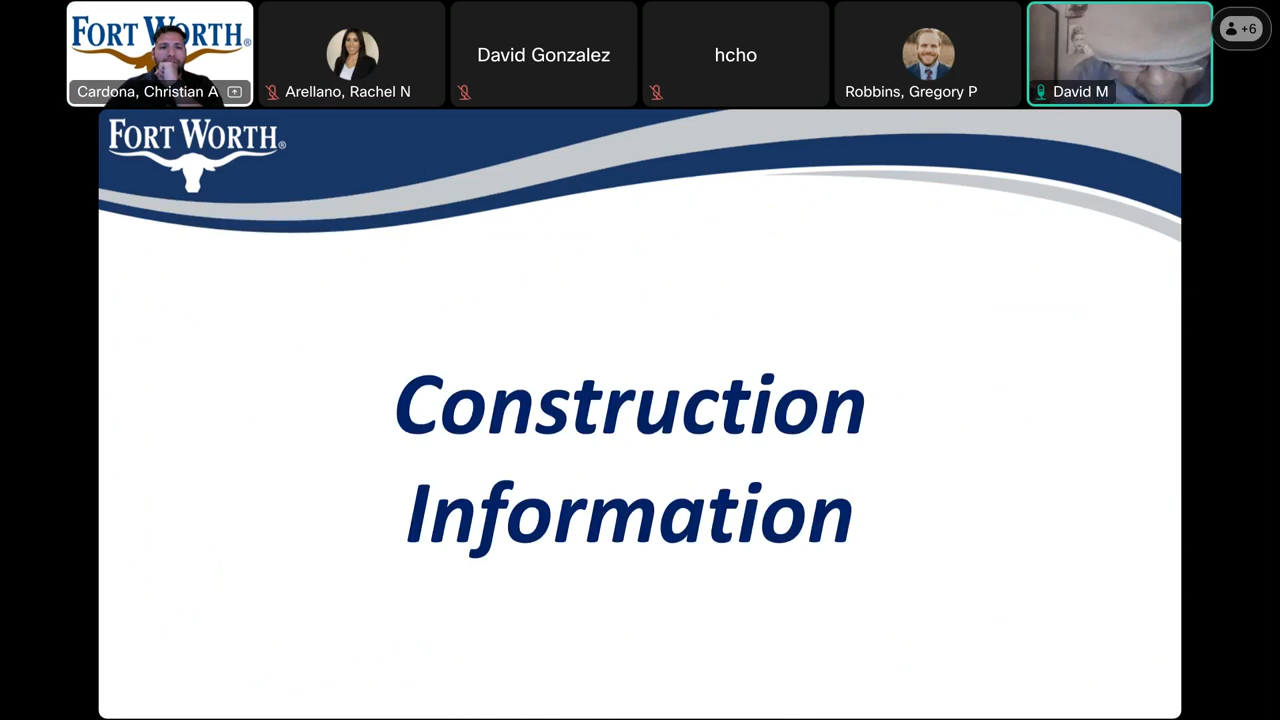 FORT WORTH®
Cardona, Christian A
Arellano, Rachel N
David Gonzalez
hcho
Robbins, Gregory P
David M
+6
FORT WORTH®
Construction
Information